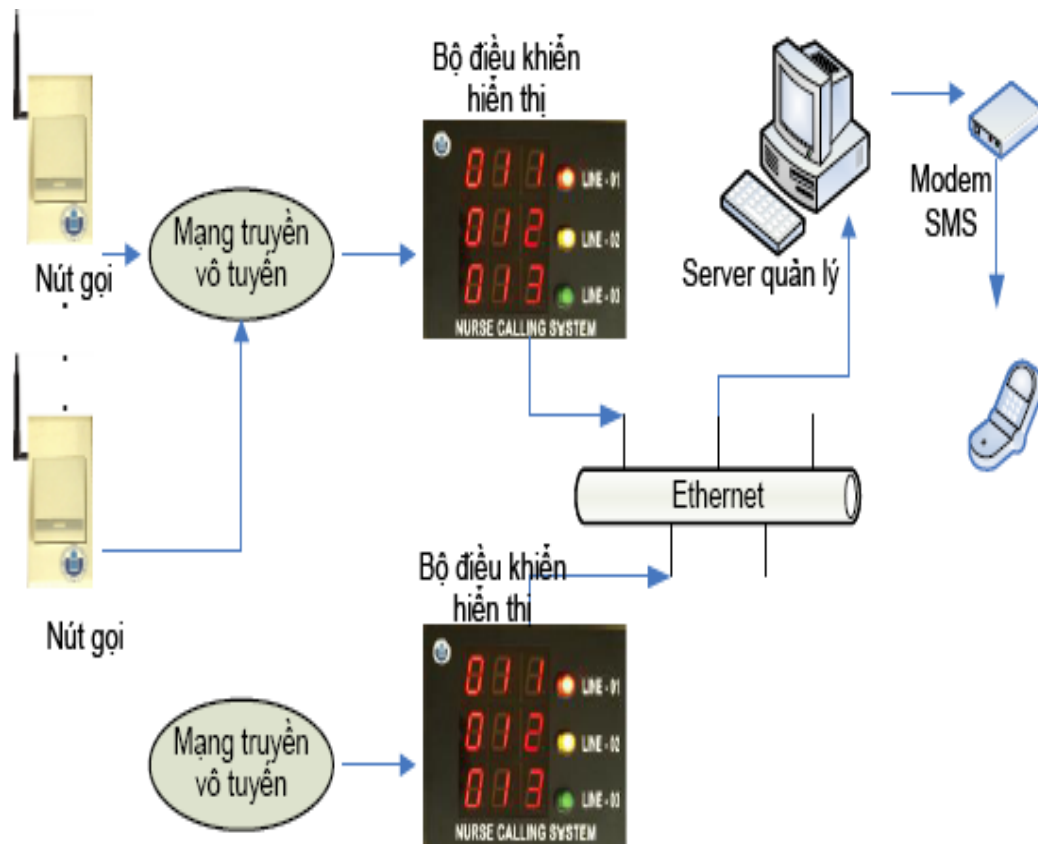 Bộ điều khiển
hiển thị
011 LINE - 01
012 LINE - 02
013 LINE - 03
NURSE CALLING SYSTEM
Nút gọi
Mạng truyền
vô tuyến
Server quản lý
Modem
SMS
Ethernet
Nút gọi
Bộ điều khiển
hiển thị
Mạng truyền
vô tuyến
011 LINE - 01
012 LINE - 02
013 LINE - 03
NURSE CALLING SYSTEM